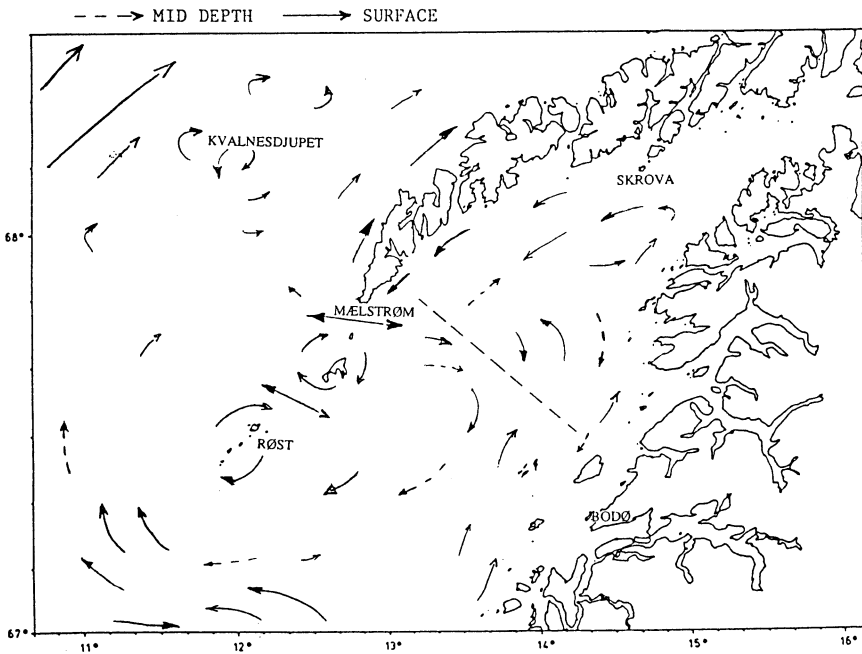 MID DEPTH SURFACE
KVALNESDJUPET
SKROVA
68°
MÆLSTRØM
RØST
BODØ
67°
11° 12° 13° 14° 15° 16°